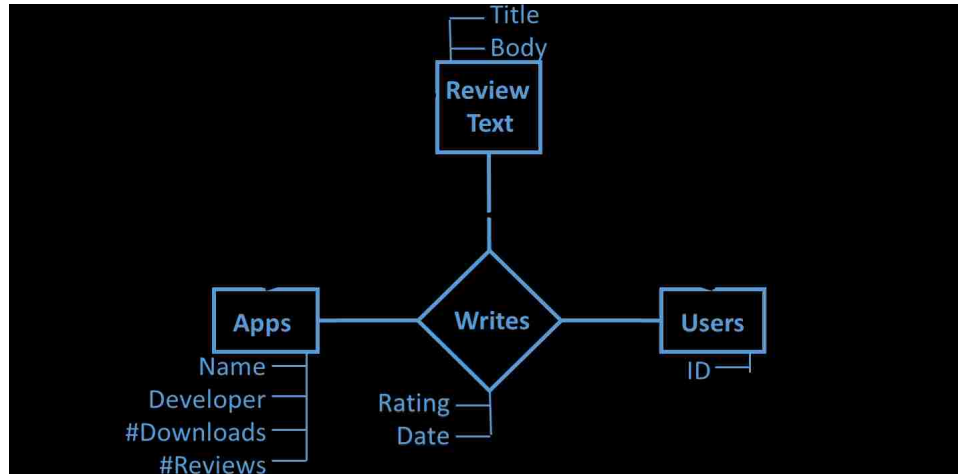 Title
Body
Review
Text
Apps
Writes
Users
Name
Developer
#Downloads
#Reviews
Rating
Date
ID